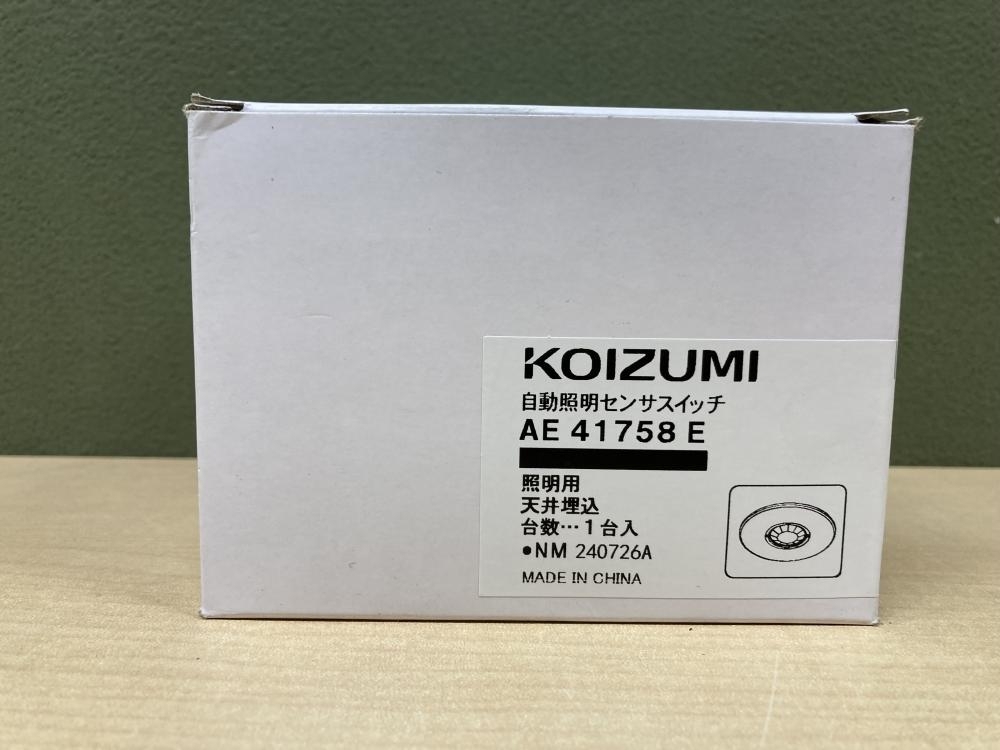 KOIZUMI
自動照明センサスイッチ
AE 41758 E
照明用
天井埋込
台数…1台入
●NM 240726A
MADE IN CHINA